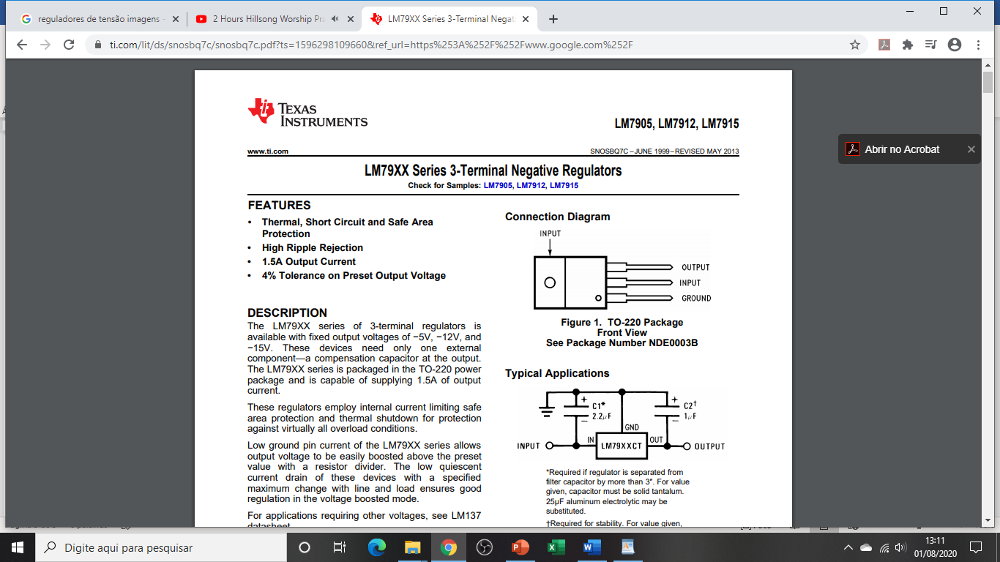 reguladores de tensão imagens -
2 Hours Hillsong Worship Pra
LM79XX Series 3-Terminal Negati
ti.com/lit/ds/snosbq7c/snosbq7c.pdf?ts=1596298109660&ref_url=https%253A%252F%252Fwww.google.com%252F
TEXAS
INSTRUMENTS
LM7905, LM7912, LM7915
www.ti.com
SNOSBQ7C – JUNE 1999 – REVISED MAY 2013
Abrir no Acrobat
LM79XX Series 3-Terminal Negative Regulators
Check for Samples: LM7905, LM7912, LM7915
FEATURES
• Thermal, Short Circuit and Safe Area
Protection
• High Ripple Rejection
• 1.5A Output Current
• 4% Tolerance on Preset Output Voltage
DESCRIPTION
The LM79XX series of 3-terminal regulators is
available with fixed output voltages of −5V, −12V, and
−15V. These devices need only one external
component—a compensation capacitor at the output.
The LM79XX series is packaged in the TO-220 power
package and is capable of supplying 1.5A of output
current.
These regulators employ internal current limiting safe
area protection and thermal shutdown for protection
against virtually all overload conditions.
Low ground pin current of the LM79XX series allows
output voltage to be easily boosted above the preset
value with a resistor divider. The low quiescent
current drain of these devices with a specified
maximum change with line and load ensures good
regulation in the voltage boosted mode.
For applications requiring other voltages, see LM137
datasheet.
Connection Diagram
INPUT
OUTPUT
INPUT
GROUND
Figure 1. TO-220 Package
Front View
See Package Number NDE0003B
Typical Applications
+ C1*
2.2μF
−
+ C2†
1μF
−
GND
INPUT IN LM79XXCT OUT OUTPUT
*Required if regulator is separated from
filter capacitor by more than 3″. For value
given, capacitor must be solid tantalum.
25μF aluminum electrolytic may be
substituted.
†Required for stability. For value given,
Digite aqui para pesquisar
13:11
01/08/2020